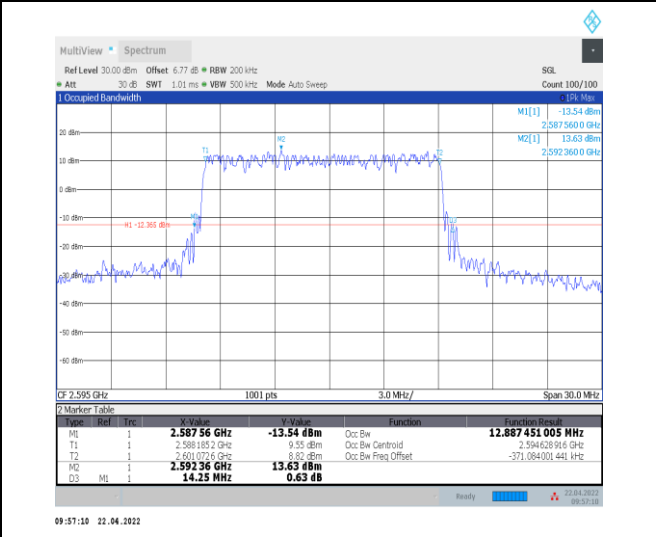 MultiView Spectrum
Ref Level 30.00 dBm Offset 6.77 dB RBW 200 kHz SGL
Att 30 dB SWT 1.01 ms VBW 500 kHz Mode Auto Sweep Count 100/100
1 Occupied Bandwidth 1Pk Max
M1[1] -13.54 dBm
2.5875600 GHz
M2[1] 13.63 dBm
2.5923600 GHz
20 dBm
M2
T1
T2
10 dBm
0 dBm
-10 dBm
M1
D3
H1 -12.365 dBm
-20 dBm
-30 dBm
-40 dBm
-50 dBm
-60 dBm
CF 2.595 GHz 1001 pts 3.0 MHz/ Span 30.0 MHz
2 Marker Table
Type Ref Trc X-Value Y-Value Function Function Result
M1 1 2.587 56 GHz -13.54 dBm Occ Bw 12.887 451 005 MHz
T1 1 2.588 185 2 GHz 9.55 dBm Occ Bw Centroid 2.594 628 916 GHz
T2 1 2.601 072 6 GHz 8.82 dBm Occ Bw Freq Offset -371.084 001 441 kHz
M2 1 2.592 36 GHz 13.63 dBm
D3 M1 1 14.25 MHz 0.63 dB
Ready 22.04.2022
09:57:10
09:57:10 22.04.2022